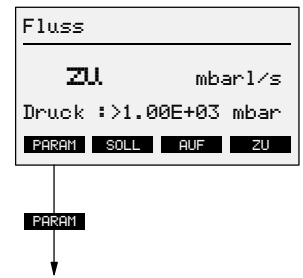 Fluss
ZU mbarl/s
Druck :>1.00E+03 mbar
PARAM SOLL AUF ZU
PARAM